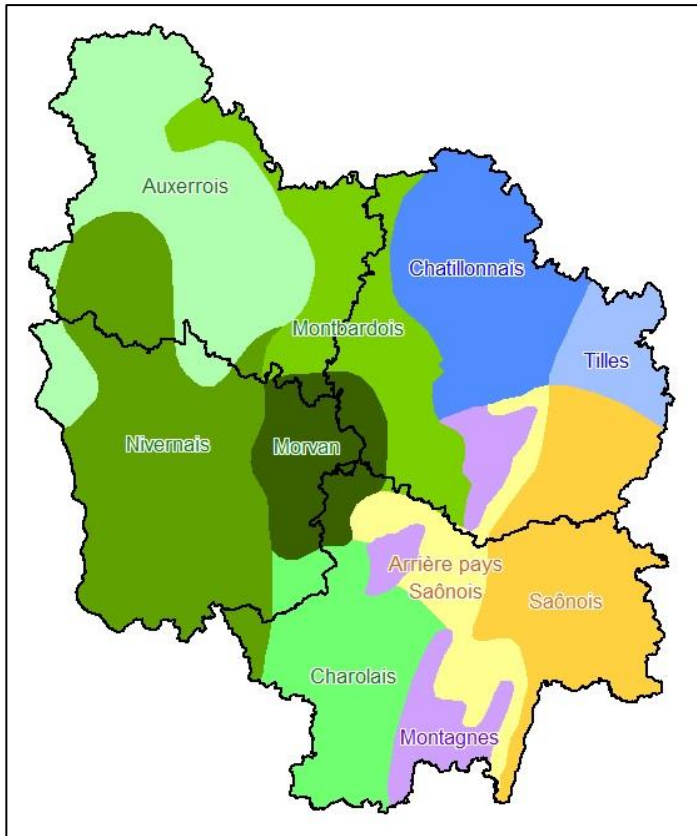 Auxerrois
Chatillonnais
Montbardois
Tilles
Nivernais
Morvan
Arrière pays
Saônois
Saônois
Charolais
Montagnes